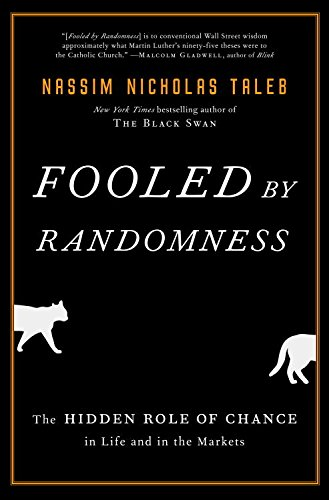 "[Fooled by Randomness] is to conventional Wall Street wisdom
approximately what Martin Luther's ninety-five theses were to
the Catholic Church." —MALCOLM GLADWELL, author of Blink
NASSIM NICHOLAS TALEB
New York Times bestselling author of
THE BLACK SWAN
FOOLED BY
RANDOMNESS
The HIDDEN ROLE OF CHANCE
in Life and in the Markets